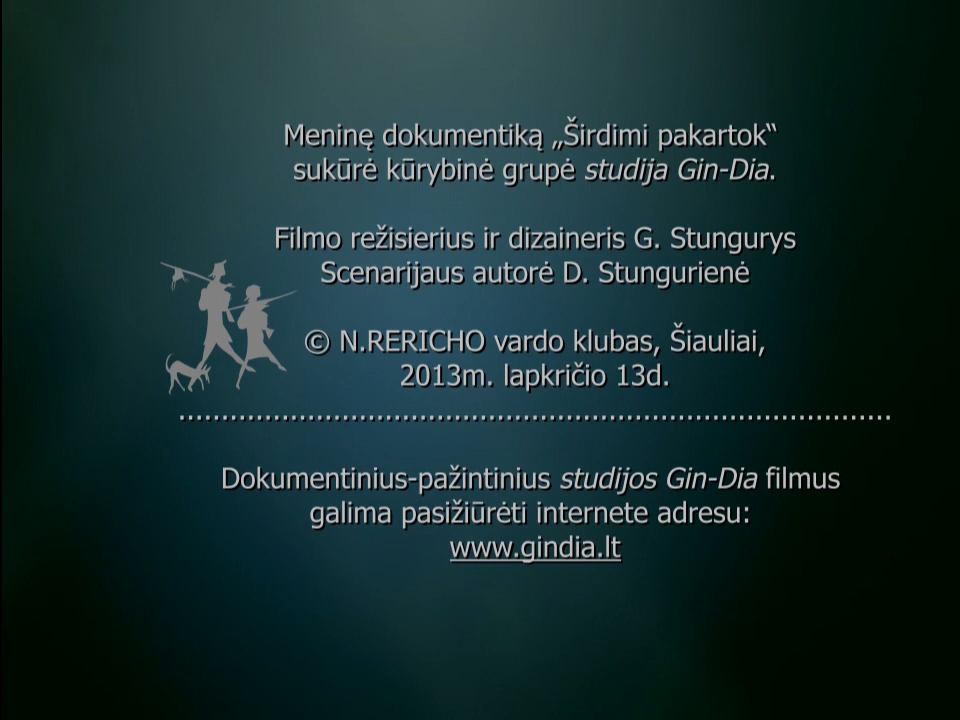 Meninę dokumentiką „Širdimi pakartok“
sukūrė kūrybinė grupė studija Gin-Dia.
Filmo režisierius ir dizaineris G. Stungurys
Scenarijaus autorė D. Stungurienė
© N.RERICHO vardo klubas, Šiauliai,
2013m. lapkričio 13d.
................................................................................
Dokumentinius-pažintinius studijos Gin-Dia filmus
galima pasižiūrėti internete adresu:
www.gindia.lt